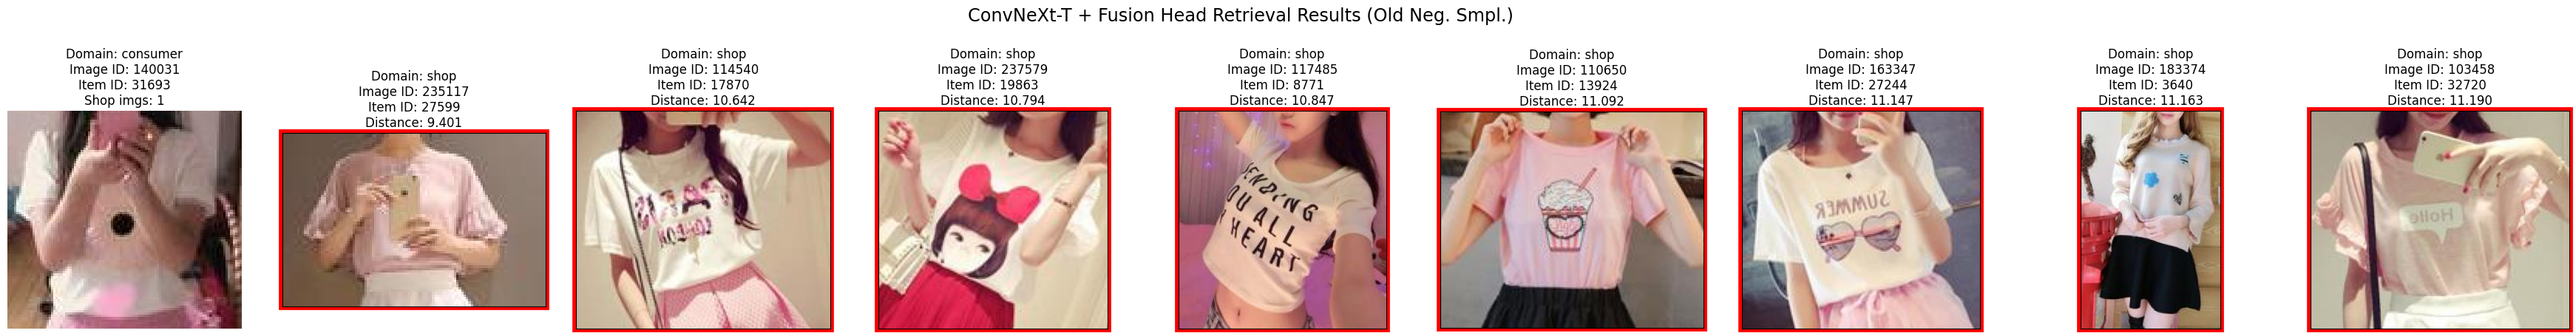 ConvNeXt-T + Fusion Head Retrieval Results (Old Neg. Smpl.)
Domain: consumer
Image ID: 140031
Item ID: 31693
Shop imgs: 1
Domain: shop
Image ID: 235117
Item ID: 27599
Distance: 9.401
Domain: shop
Image ID: 114540
Item ID: 17870
Distance: 10.642
Domain: shop
Image ID: 237579
Item ID: 19863
Distance: 10.794
Domain: shop
Image ID: 117485
Item ID: 8771
Distance: 10.847
SENDING
YOU ALL
HEART
Domain: shop
Image ID: 110650
Item ID: 13924
Distance: 11.092
Domain: shop
Image ID: 163347
Item ID: 27244
Distance: 11.147
SUMMER
Domain: shop
Image ID: 183374
Item ID: 3640
Distance: 11.163
Domain: shop
Image ID: 103458
Item ID: 32720
Distance: 11.190
Hollo